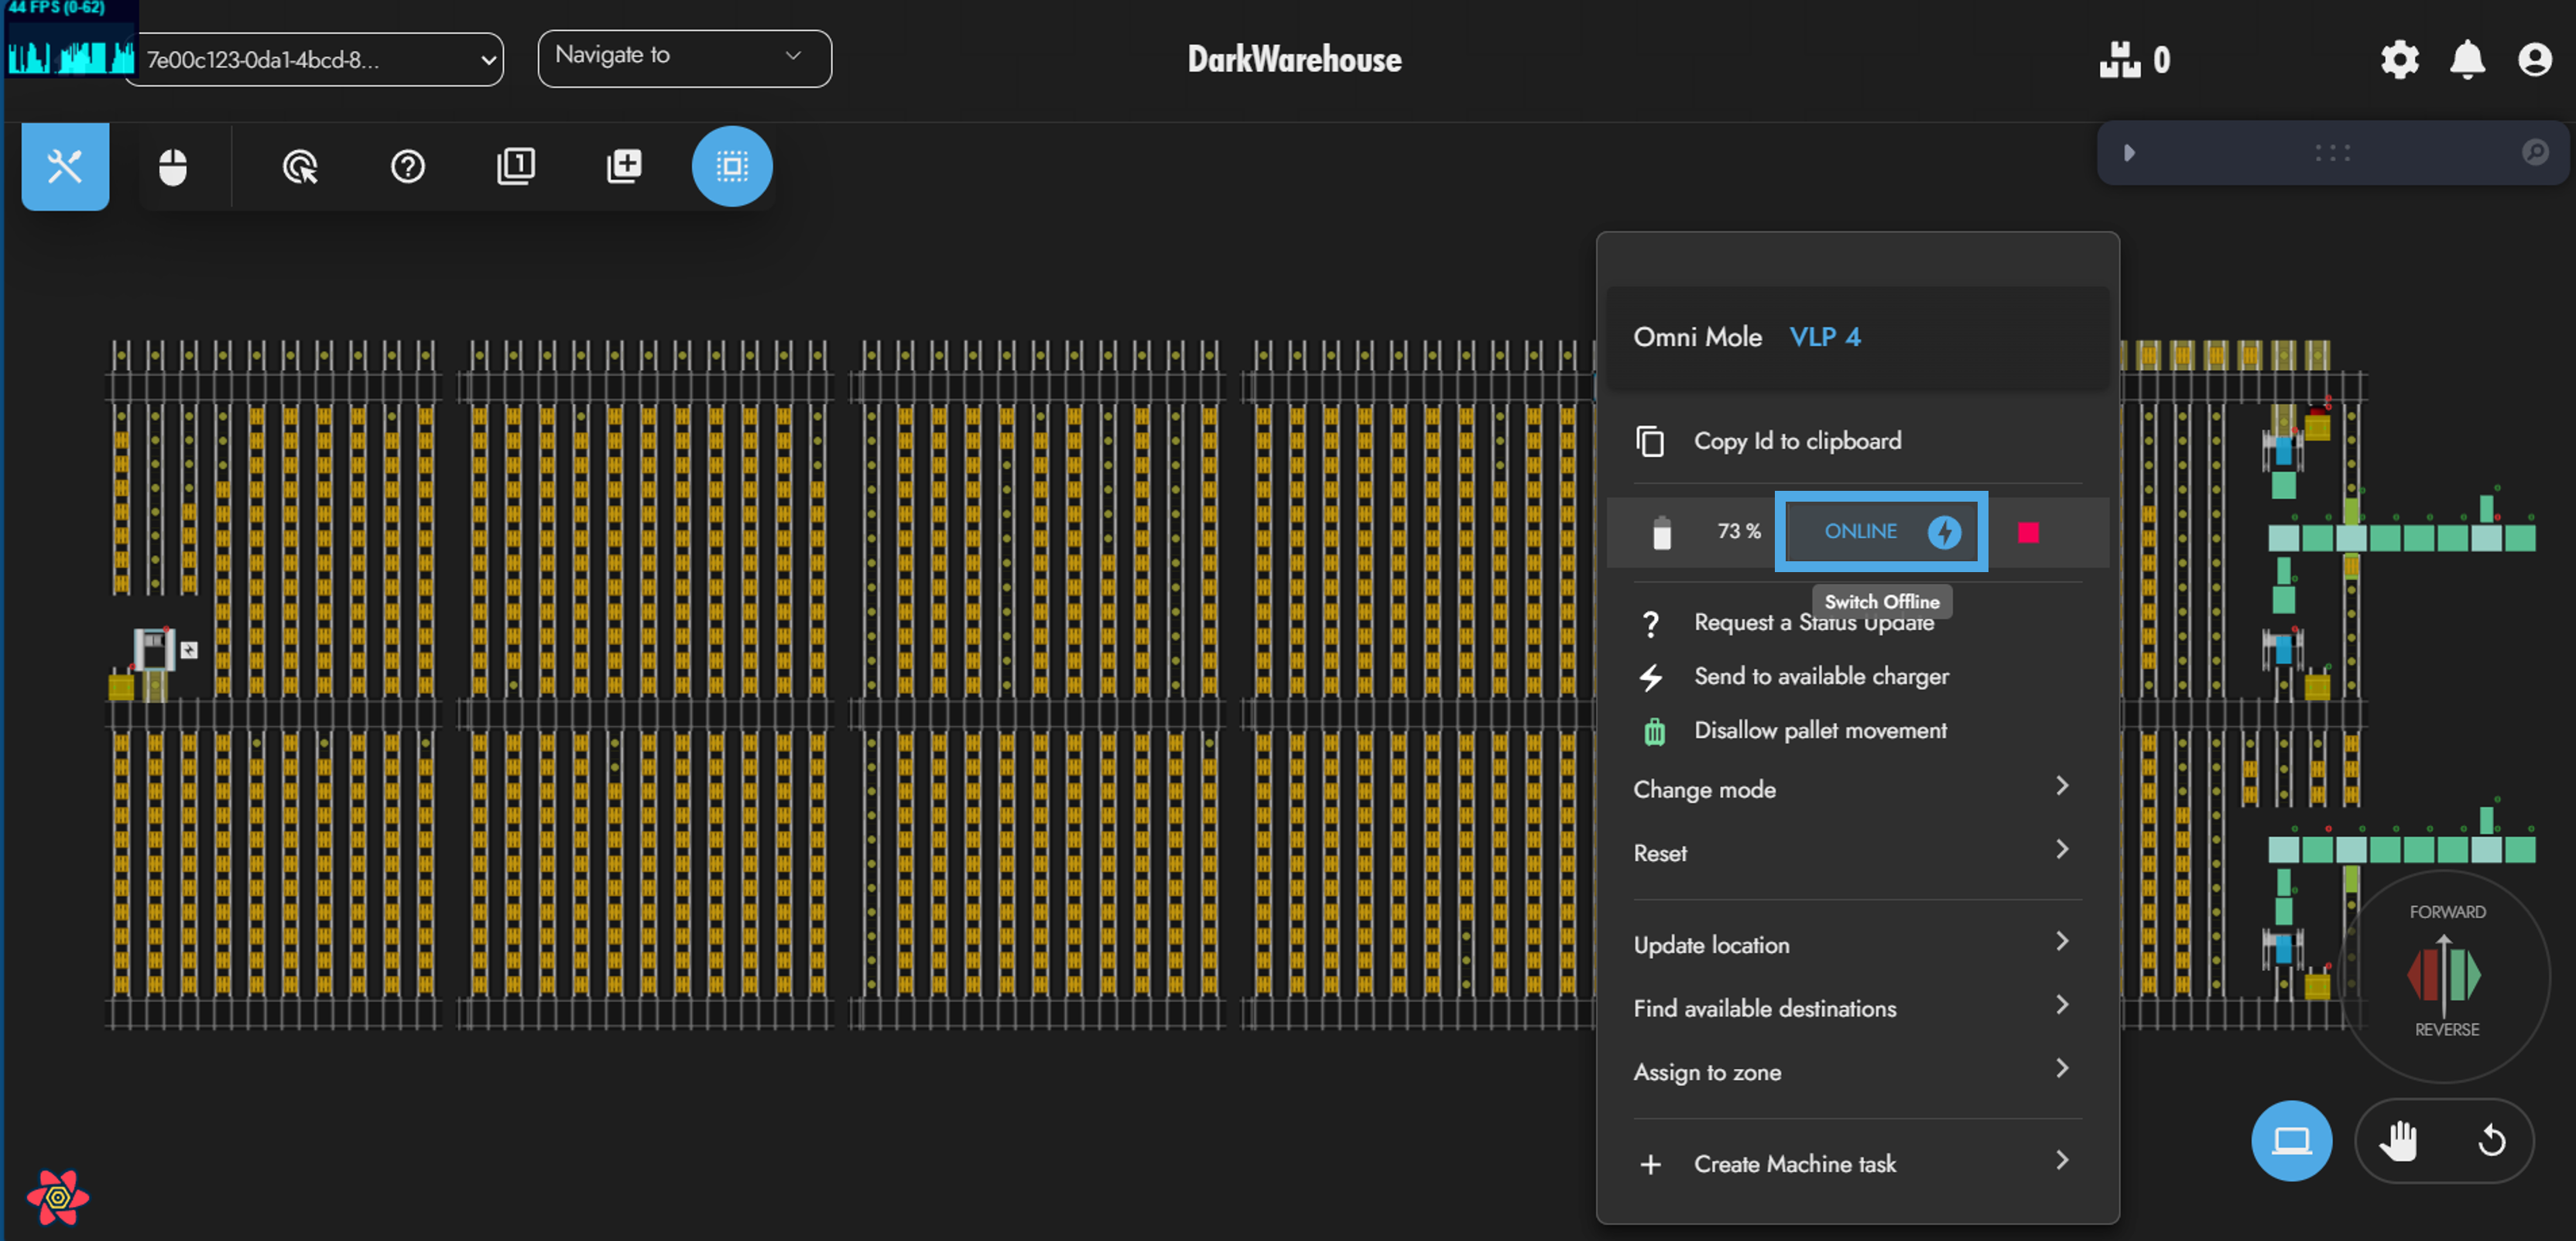 44 FPS (0-62)
7e00c123-0da1-4bcd-8...
Navigate to
DarkWarehouse
0
1
Omni Mole VLP 4
Copy Id to clipboard
73 % ONLINE
Switch Offline
Request a Status Update
Send to available charger
Disallow pallet movement
Change mode
Reset
Update location
Find available destinations
Assign to zone
Create Machine task
FORWARD
REVERSE